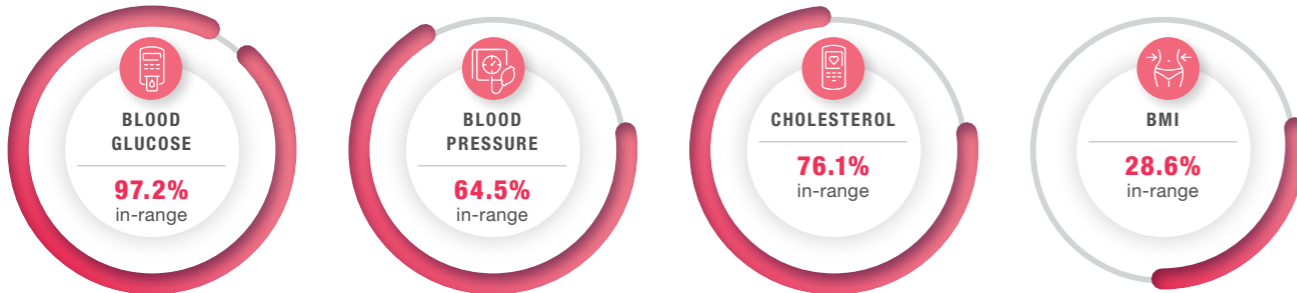 BLOOD
GLUCOSE
97.2%
in-range
BLOOD
PRESSURE
64.5%
in-range
CHOLESTEROL
76.1%
in-range
BMI
28.6%
in-range